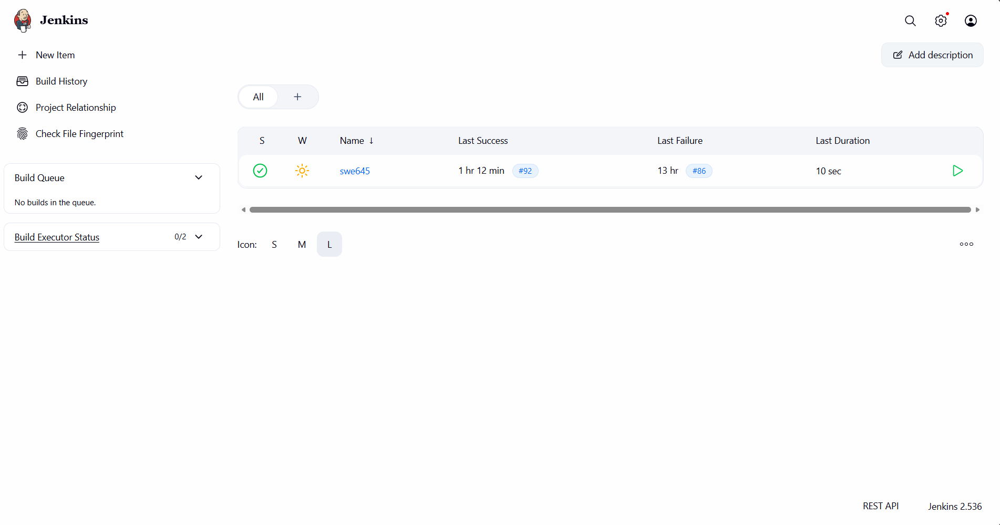 Jenkins
New Item
Build History
Project Relationship
Check File Fingerprint
Build Queue
No builds in the queue.
Build Executor Status 0/2
Add description
All +
S W Name ↓ Last Success Last Failure Last Duration
swe645 1 hr 12 min #92 13 hr #86 10 sec
Icon: S M L
REST API Jenkins 2.536